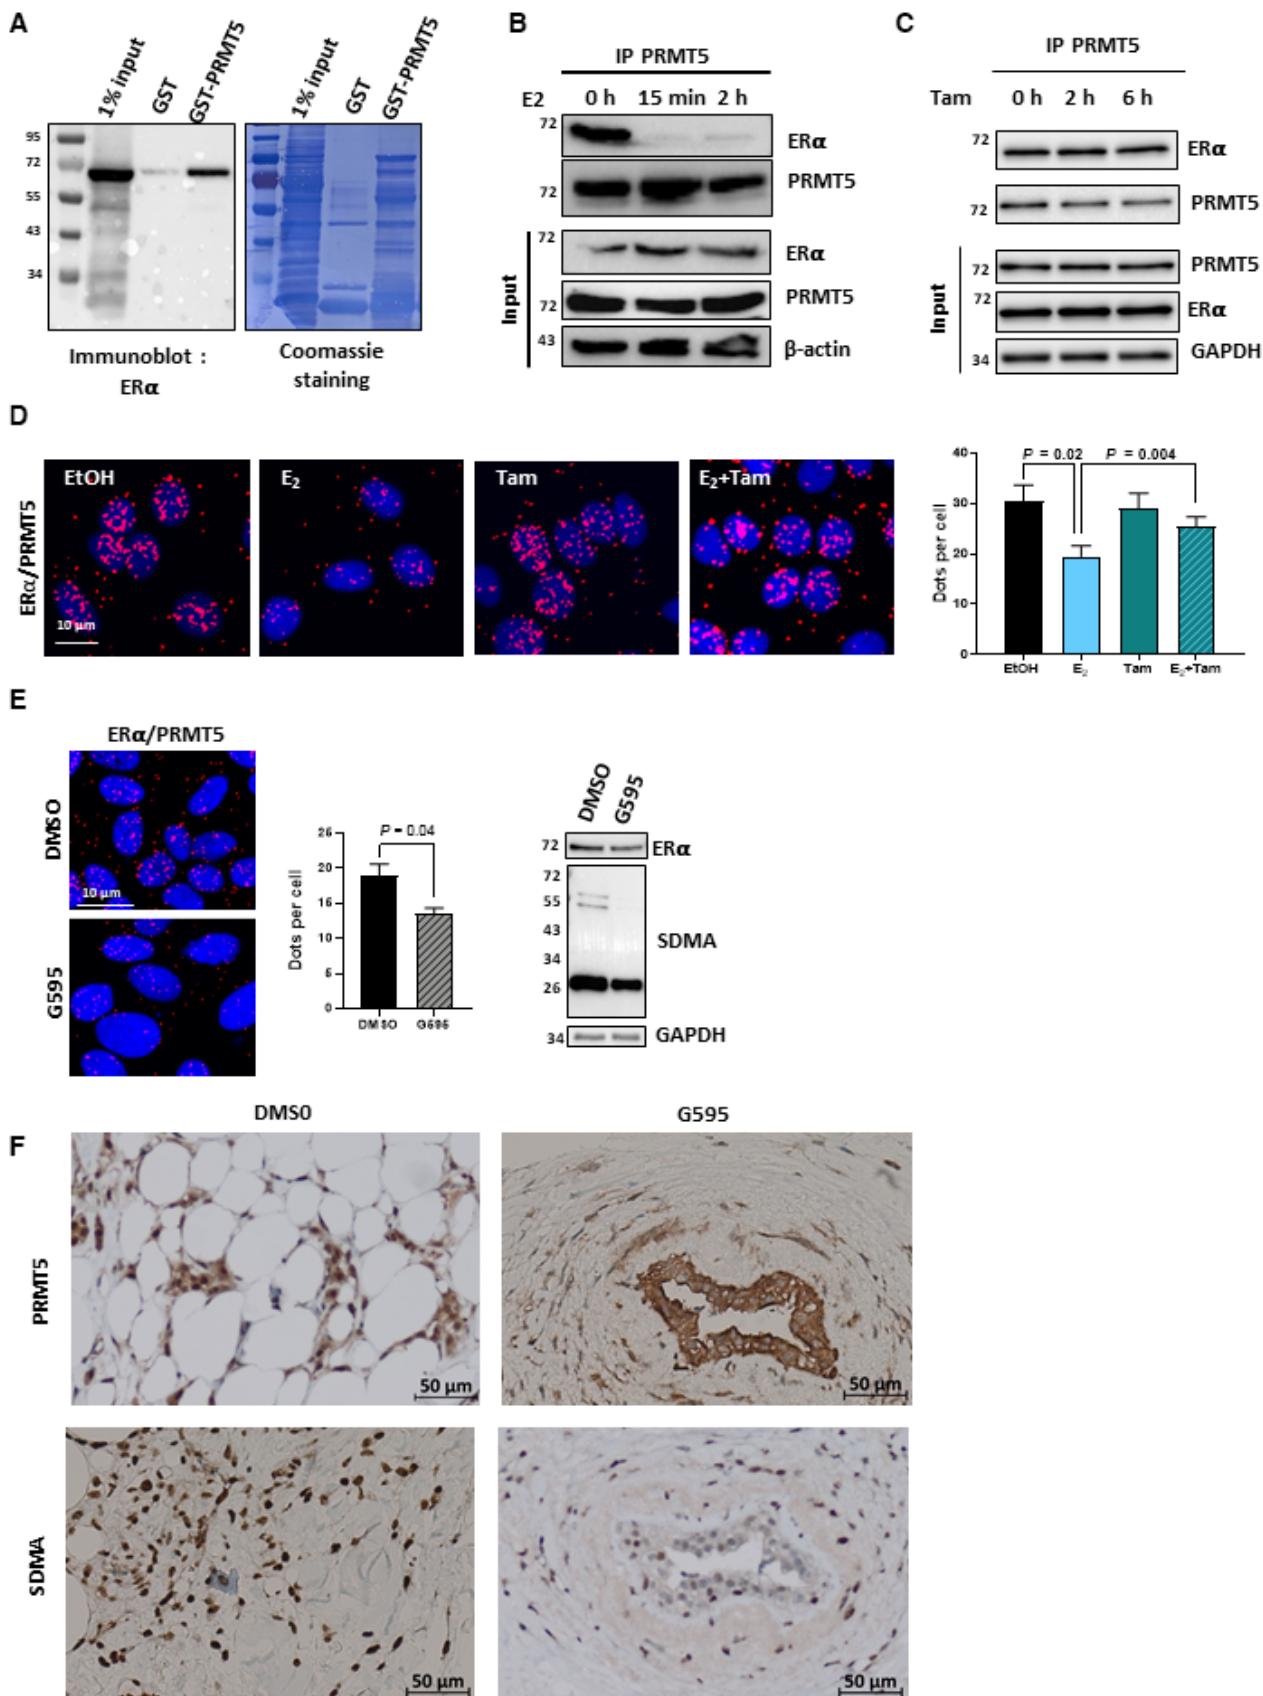 A
1% input
GST
GST-PRMT5
1% input
GST
GST-PRMT5
95
72
55
43
34
Immunoblot :
ERα
Coomassie
staining
B
IP PRMT5
E2 0 h 15 min 2 h
72
ERα
72
PRMT5
Input
72
ERα
72
PRMT5
43
β-actin
C
IP PRMT5
Tam 0 h 2 h 6 h
72
ERα
72
PRMT5
Input
72
PRMT5
72
ERα
34
GAPDH
D
ERα/PRMT5
EtOH
E₂
Tam
E₂+Tam
10 µm
Dots per cell
40
30
20
10
0
P = 0.02
P = 0.004
EtOH
E₂
Tam
E₂+Tam
E
ERα/PRMT5
DMSO
10 µm
G595
Dots per cell
26
20
16
10
5
0
P = 0.04
DMSO
G595
DMSO
G595
72
ERα
72
55
43
34
26
SDMA
34
GAPDH
F
DMSO
G595
PRMT5
50 µm
50 µm
SDMA
50 µm
50 µm